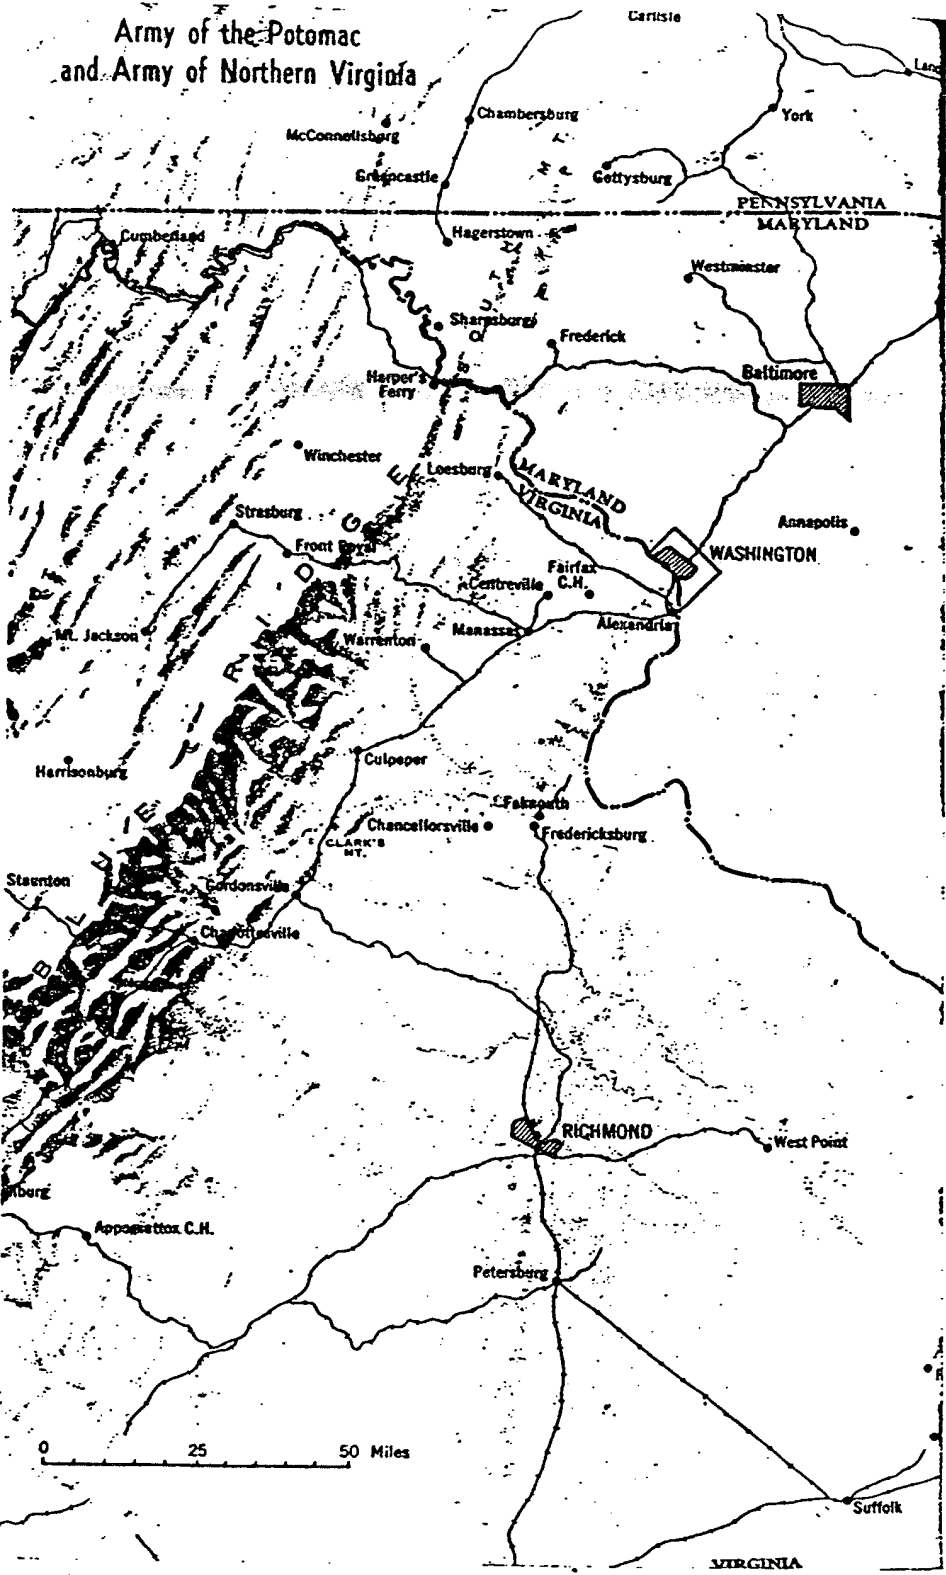 Army of the Potomac
and Army of Northern Virginia
Carlisle
McConnellsburg
Chambersburg
York
Greencastle
Gettysburg
PENNSYLVANIA
MARYLAND
Cumberland
Hagerstown
Westminster
Sharpsburg
Frederick
Harper's
Ferry
Baltimore
Winchester
Leesburg
MARYLAND
VIRGINIA
Strasburg
Annapolis
Front Royal
WASHINGTON
Centreville
Fairfax
C.H.
Mt. Jackson
Warrenton
Manassas
Alexandria
BLUE RIDGE
Culpeper
Harrisonburg
Falmouth
Chancellorsville
Fredericksburg
CLARK'S
MT.
Staunton
Gordonsville
Charlottesville
RICHMOND
West Point
Appomattox C.H.
Petersburg
0 25 50 Miles
Suffolk
VIRGINIA